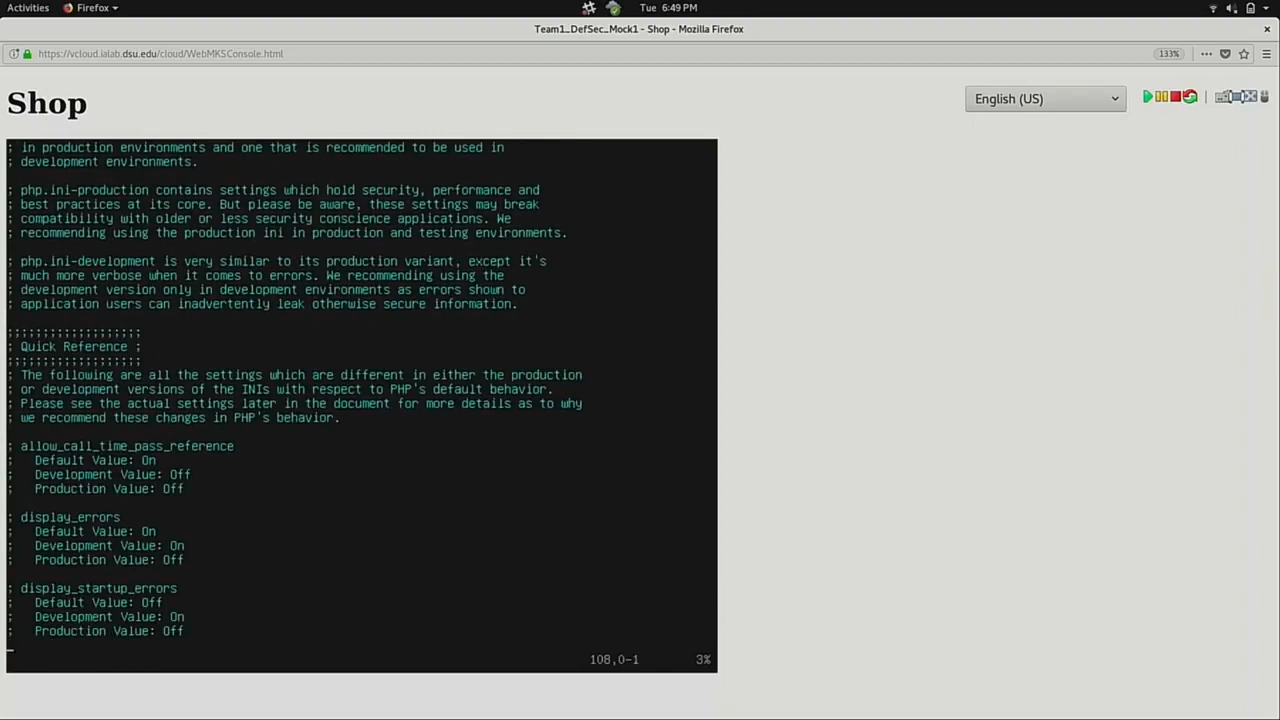 Activities Firefox Tue 6:49 PM
Team1_DefSec_Mock1 - Shop - Mozilla Firefox
https://vcloud.ialab.dsu.edu/cloud/WebMKSConsole.html 133%
Shop English (US)
; in production environments and one that is recommended to be used in
; development environments.
; php.ini-production contains settings which hold security, performance and
; best practices at its core. But please be aware, these settings may break
; compatibility with older or less security conscience applications. We
; recommending using the production ini in production and testing environments.
; php.ini-development is very similar to its production variant, except it's
; much more verbose when it comes to errors. We recommending using the
; development version only in development environments as errors shown to
; application users can inadvertently leak otherwise secure information.
;;;;;;;;;;;;;;;;;;;
; Quick Reference ;
;;;;;;;;;;;;;;;;;;;
; The following are all the settings which are different in either the production
; or development versions of the INIs with respect to PHP's default behavior.
; Please see the actual settings later in the document for more details as to why
; we recommend these changes in PHP's behavior.
; allow_call_time_pass_reference
;   Default Value: On
;   Development Value: Off
;   Production Value: Off
; display_errors
;   Default Value: On
;   Development Value: On
;   Production Value: Off
; display_startup_errors
;   Default Value: Off
;   Development Value: On
;   Production Value: Off
108,0-1 3%